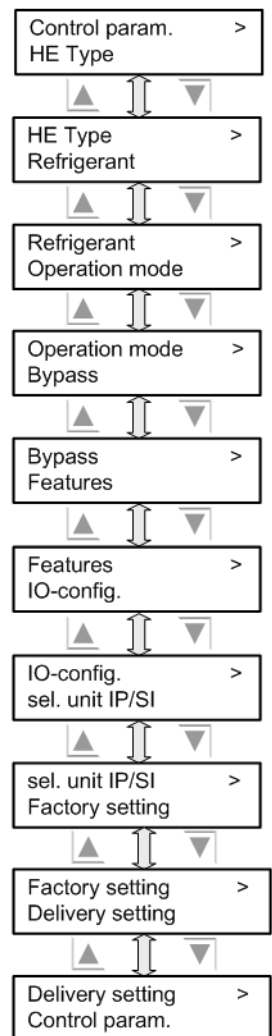 Control param. >
HE Type
HE Type >
Refrigerant
Refrigerant >
Operation mode
Operation mode >
Bypass
Bypass >
Features
Features >
IO-config.
IO-config. >
sel. unit IP/SI
sel. unit IP/SI >
Factory setting
Factory setting >
Delivery setting
Delivery setting >
Control param.